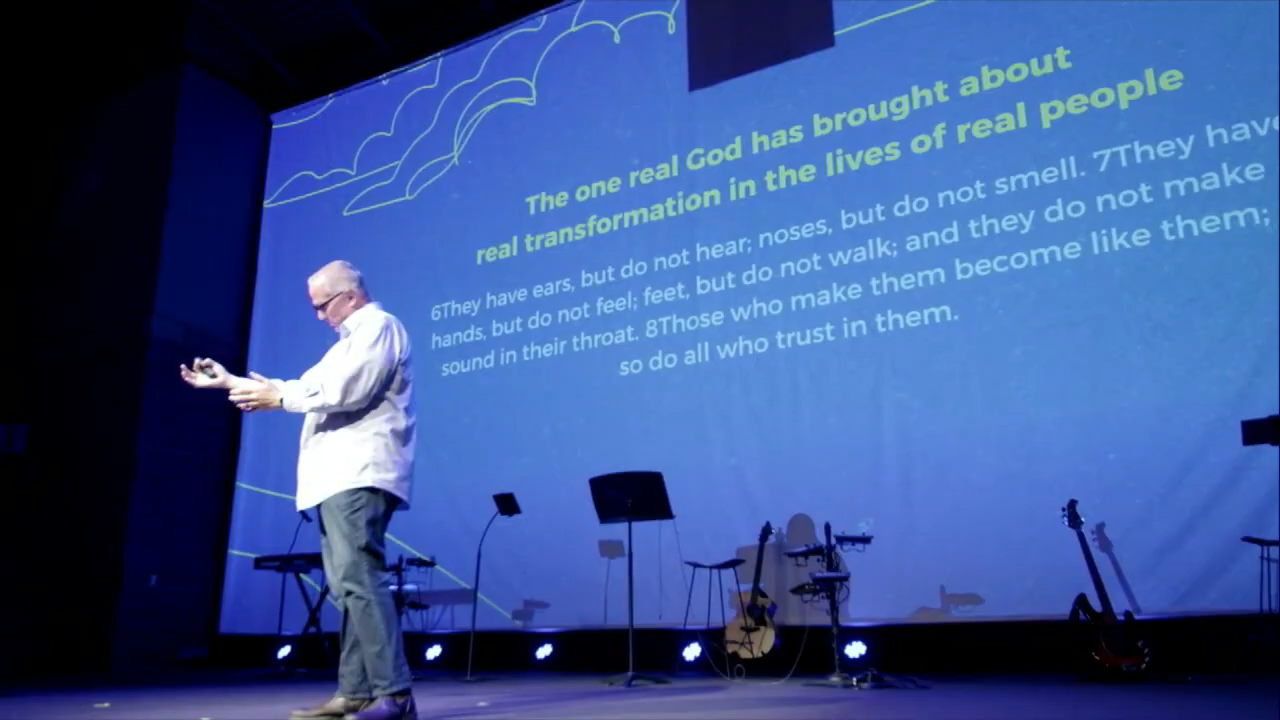 The one real God has brought about
real transformation in the lives of real people
6They have ears, but do not hear; noses, but do not smell. 7They have
hands, but do not feel; feet, but do not walk; and they do not make
sound in their throat. 8Those who make them become like them;
so do all who trust in them.